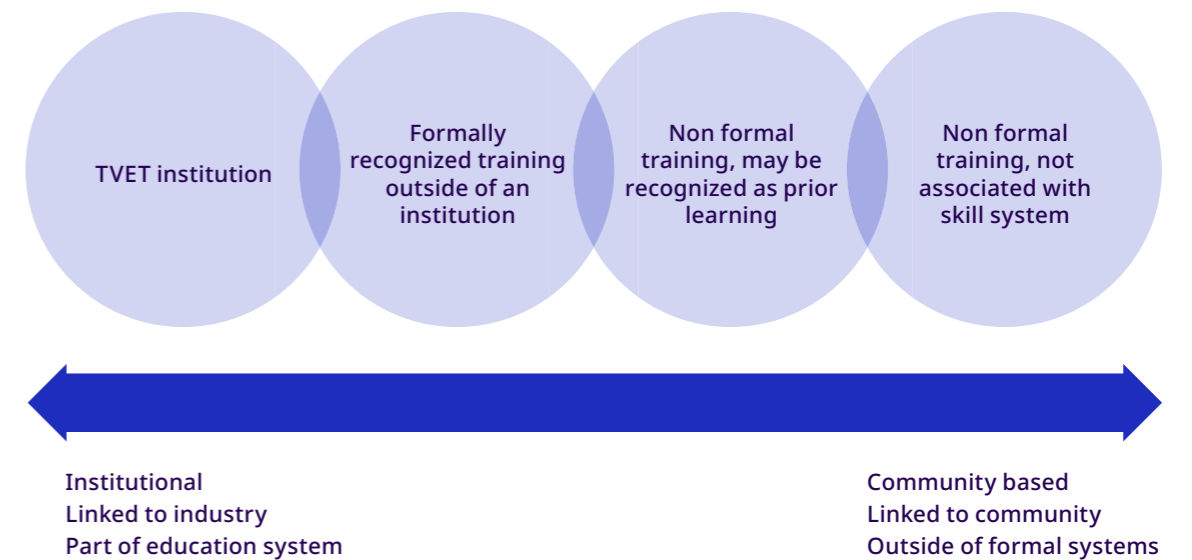 TVET institution
Formally
recognized training
outside of an
institution
Non formal
training, may be
recognized as prior
learning
Non formal
training, not
associated with
skill system
Institutional
Linked to industry
Part of education system
Community based
Linked to community
Outside of formal systems